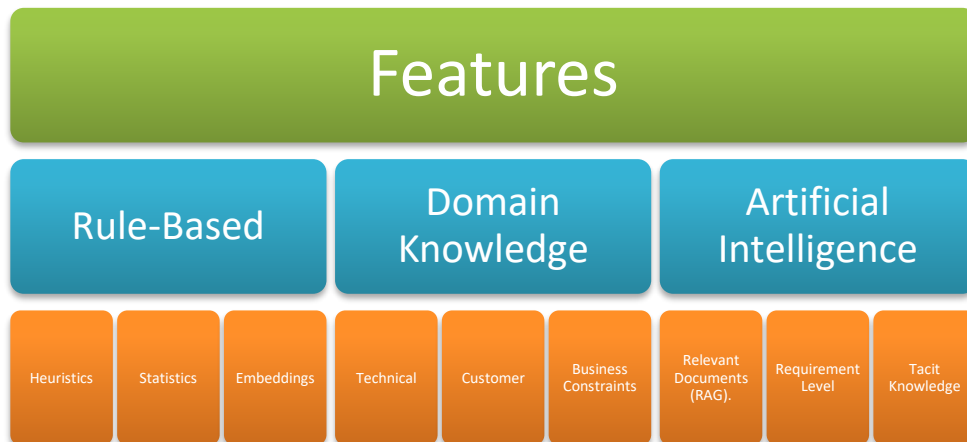 Features
Rule-Based
Domain
Knowledge
Artificial
Intelligence
Heuristics
Statistics
Embeddings
Technical
Customer
Business
Constraints
Relevant
Documents
(RAG).
Requirement
Level
Tacit
Knowledge